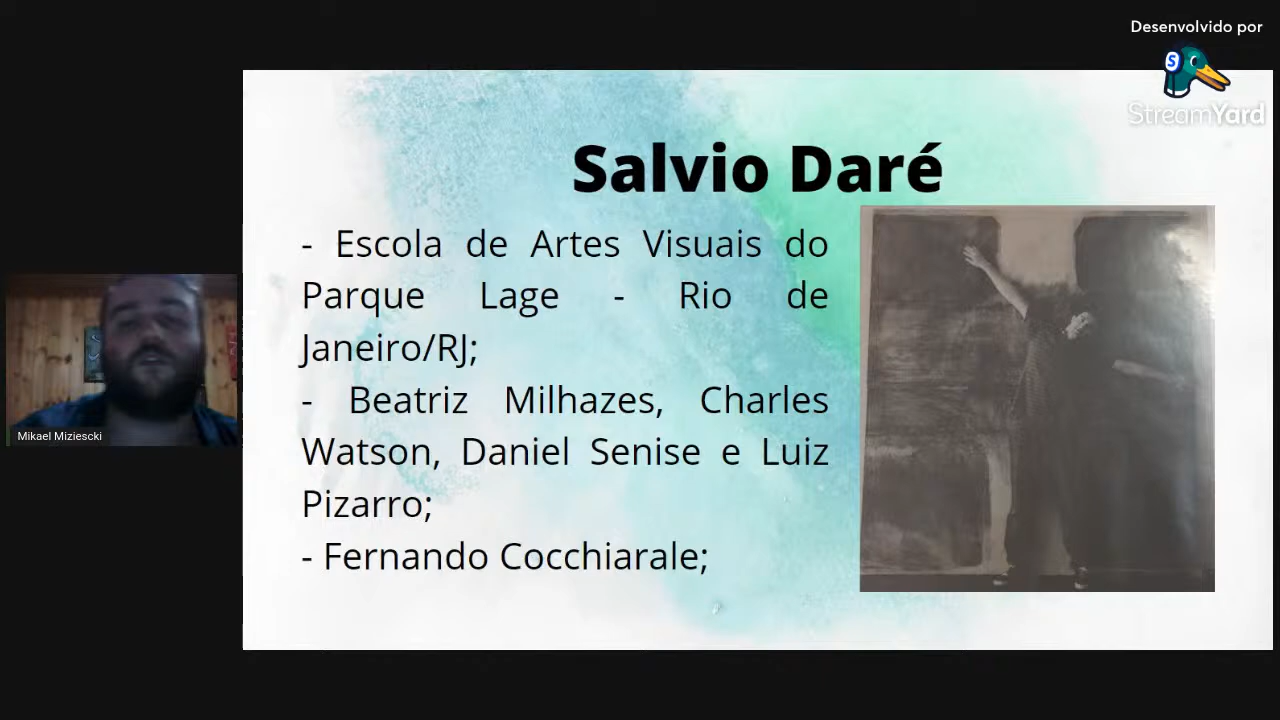 Desenvolvido por
StreamYard
Salvio Daré
- Escola de Artes Visuais do
Parque Lage - Rio de
Janeiro/RJ;
- Beatriz Milhazes, Charles
Watson, Daniel Senise e Luiz
Pizarro;
- Fernando Cocchiarale;
Mikael Miziescki